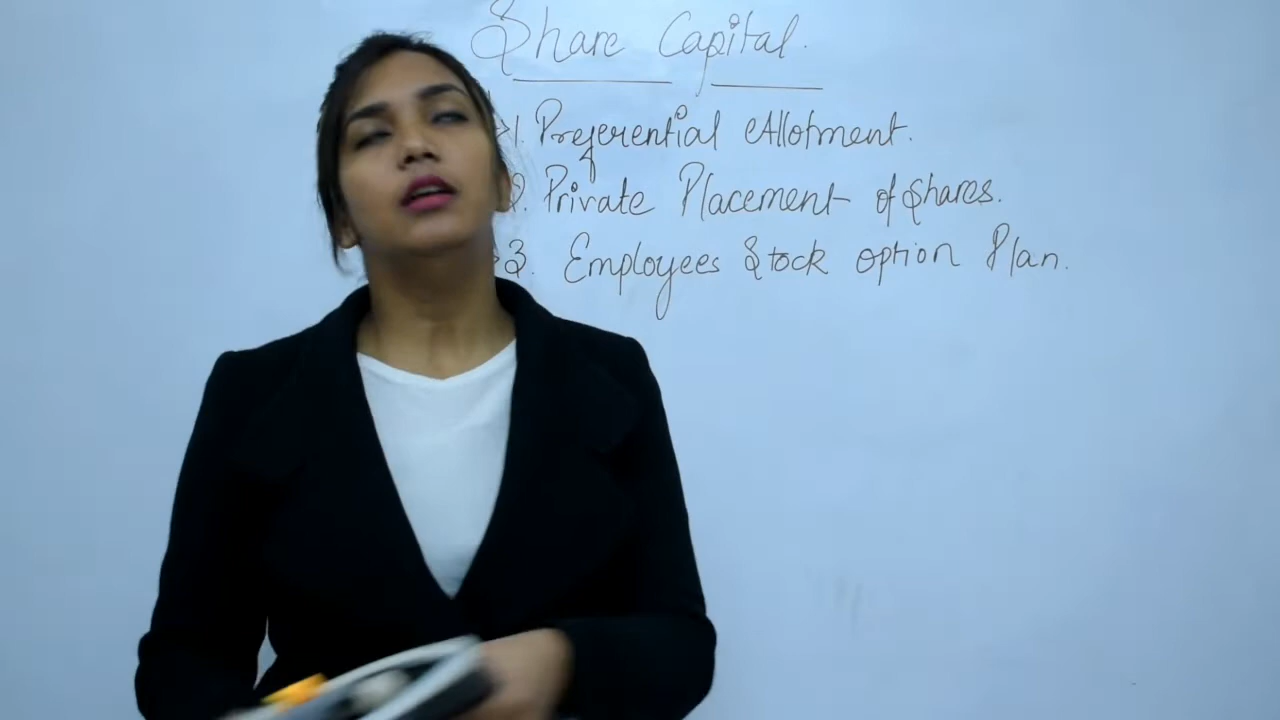 Share Capital.
1. Preferential Allotment.
2. Private Placement of Shares.
3. Employees Stock option Plan.